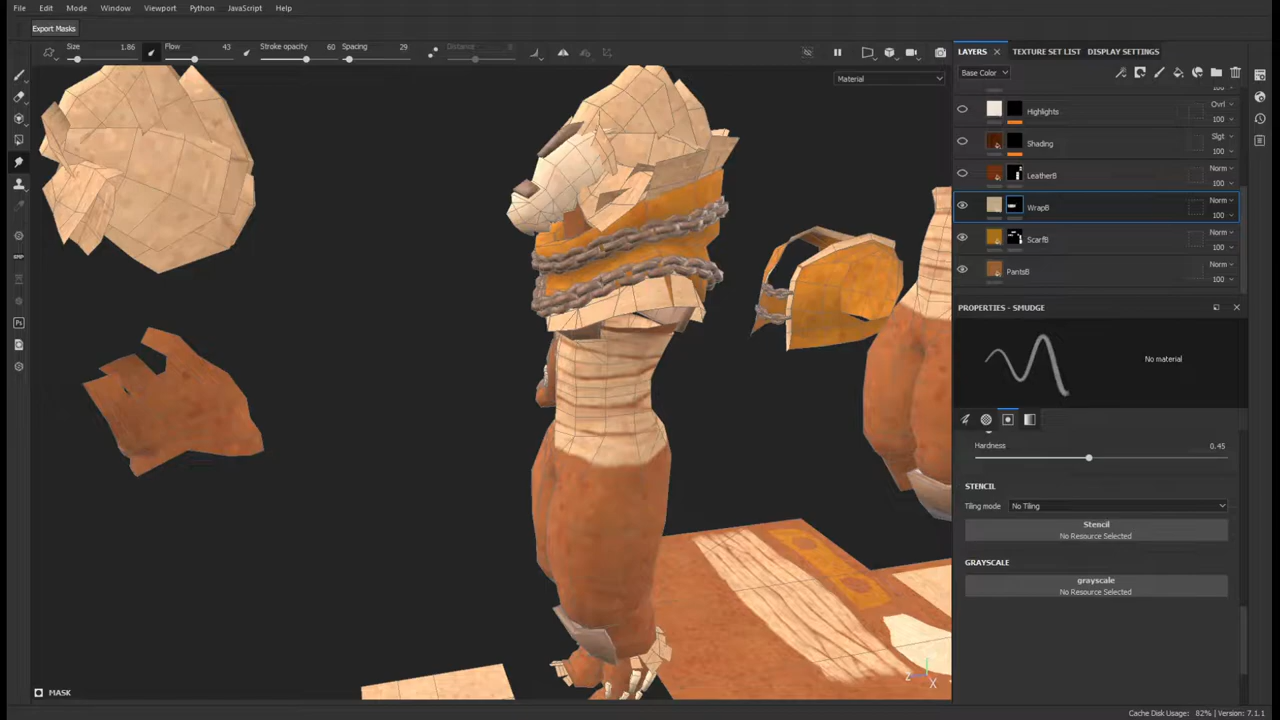 File Edit Mode Window Viewport Python JavaScript Help
Export Masks
Size 1.86 Flow 43 Stroke opacity 60 Spacing 29 Distance 8
Material
LAYERS TEXTURE SET LIST DISPLAY SETTINGS
Base Color
100
Highlights Ovrl 100
Shading Slgt 100
LeatherB Norm 100
WrapB Norm 100
ScarfB Norm 100
PantsB Norm 100
PROPERTIES - SMUDGE
No material
Hardness 0.45
STENCIL
Tiling mode No Tiling
Stencil
No Resource Selected
GRAYSCALE
grayscale
No Resource Selected
Ps
Z X
MASK
Cache Disk Usage: 82% | Version: 7.1.1